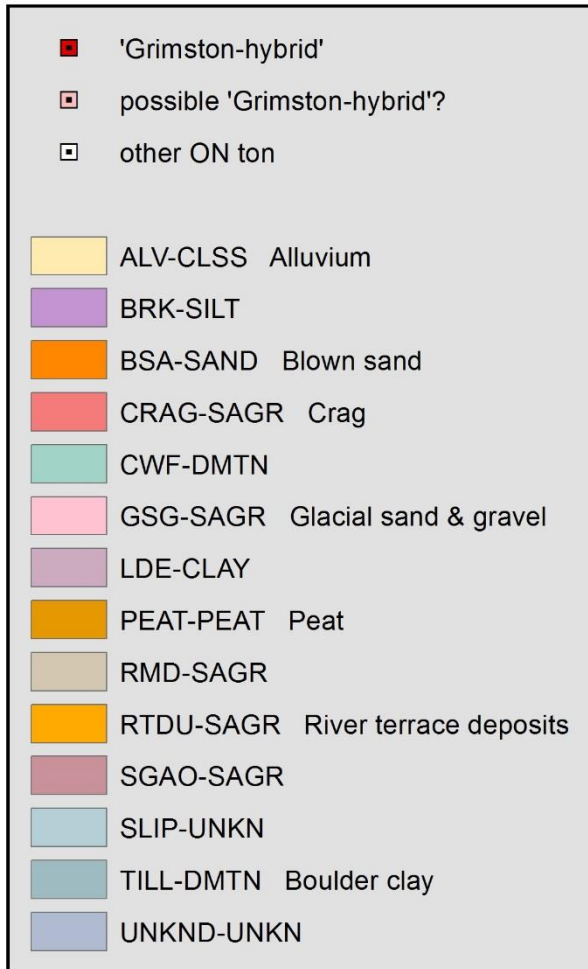 'Grimston-hybrid'
possible 'Grimston-hybrid'?
other ON ton
ALV-CLSS Alluvium
BRK-SILT
BSA-SAND Blown sand
CRAG-SAGR Crag
CWF-DMTN
GSG-SAGR Glacial sand & gravel
LDE-CLAY
PEAT-PEAT Peat
RMD-SAGR
RTDU-SAGR River terrace deposits
SGAO-SAGR
SLIP-UNKN
TILL-DMTN Boulder clay
UNKND-UNKN